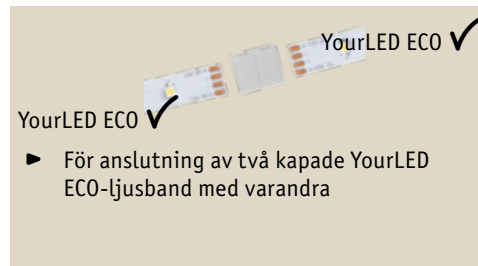 YourLED ECO
YourLED ECO
För anslutning av två kapade YourLED
ECO-ljusband med varandra